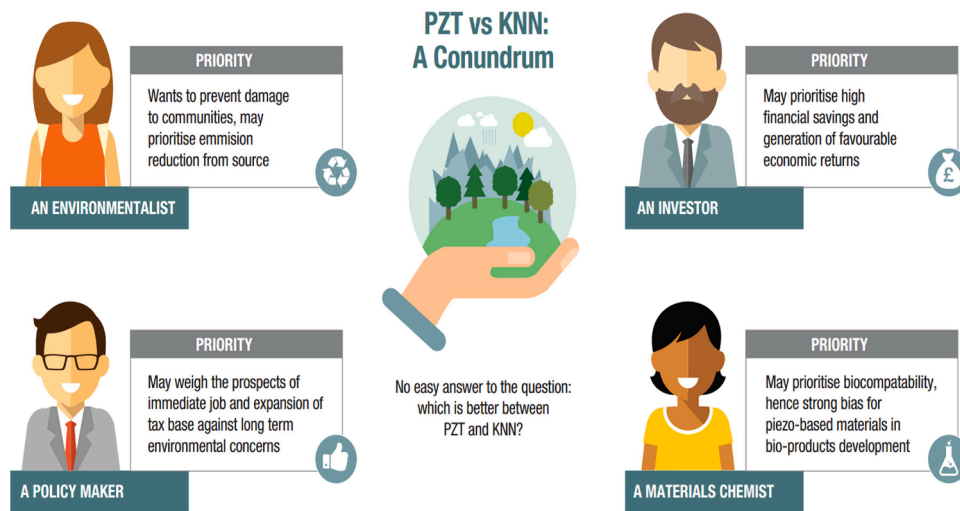 PZT vs KNN:
A Conundrum
PRIORITY
Wants to prevent damage
to communities, may
prioritise emmision
reduction from source
AN ENVIRONMENTALIST
PRIORITY
May prioritise high
financial savings and
generation of favourable
economic returns
£
AN INVESTOR
PRIORITY
May weigh the prospects of
immediate job and expansion of
tax base against long term
environmental concerns
A POLICY MAKER
No easy answer to the question:
which is better between
PZT and KNN?
PRIORITY
May prioritise biocompatability,
hence strong bias for
piezo-based materials in
bio-products development
A MATERIALS CHEMIST